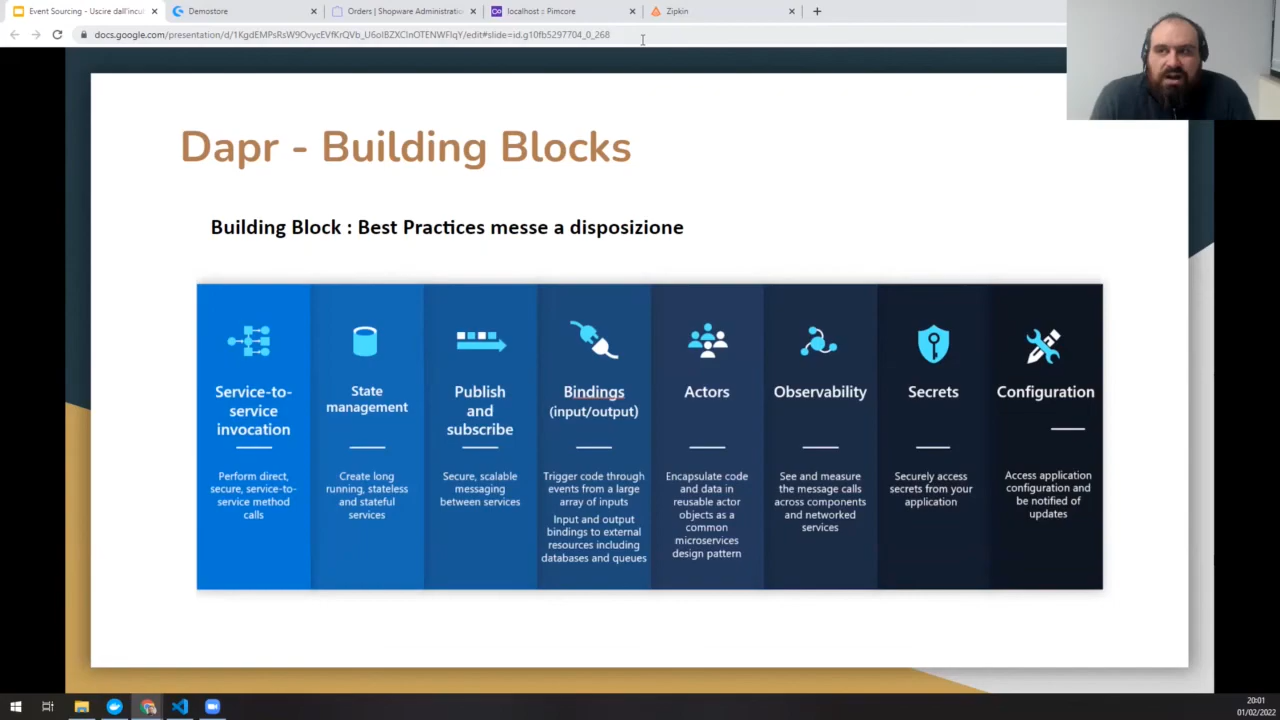 Event Sourcing - Uscire dall'incul
Demostore
Orders | Shopware Administratio
localhost :: Pimcore
Zipkin
docs.google.com/presentation/d/1KgdEMPsRsW9OvycEVfKrQVb_U6olBZXClnOTENWFlqY/edit#slide=id.g10fb5297704_0_268
Dapr - Building Blocks
Building Block : Best Practices messe a disposizione
Service-to-
service
invocation
Perform direct,
secure, service-to-
service method
calls
State
management
Create long
running, stateless
and stateful
services
Publish
and
subscribe
Secure, scalable
messaging
between services
Bindings
(input/output)
Trigger code through
events from a large
array of inputs
Input and output
bindings to external
resources including
databases and queues
Actors
Encapsulate code
and data in
reusable actor
objects as a
common
microservices
design pattern
Observability
See and measure
the message calls
across components
and networked
services
Secrets
Securely access
secrets from your
application
Configuration
Access application
configuration and
be notified of
updates
20:01
01/02/2022